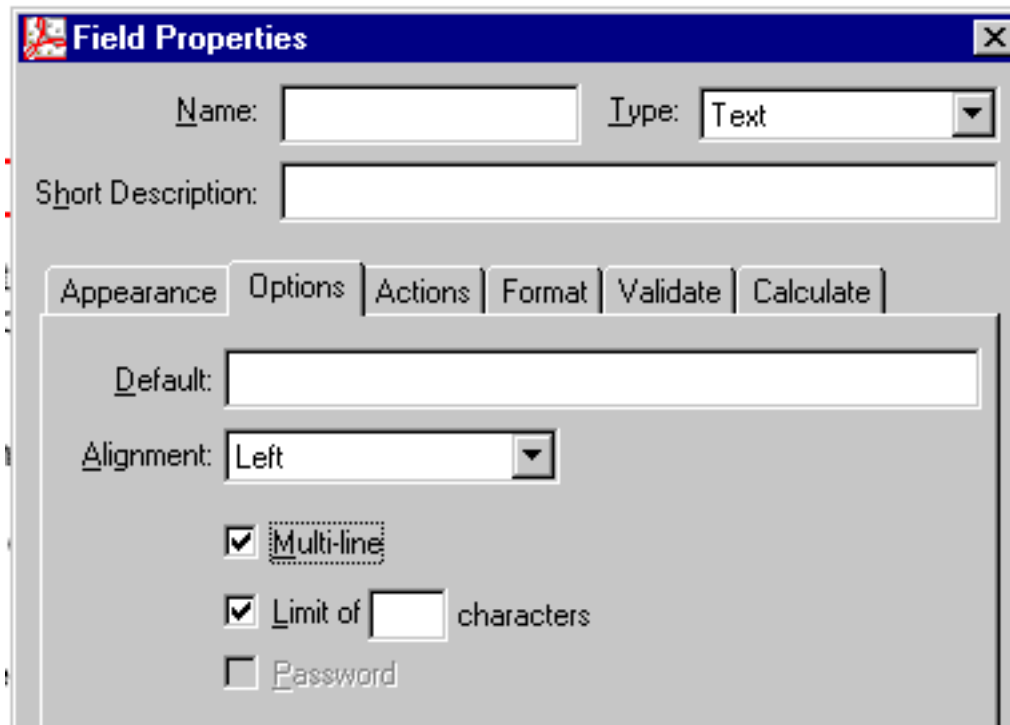 Field Properties
Name: Type: Text
Short Description:
Appearance Options Actions Format Validate Calculate
Default:
Alignment: Left
Multi-line
Limit of characters
Password